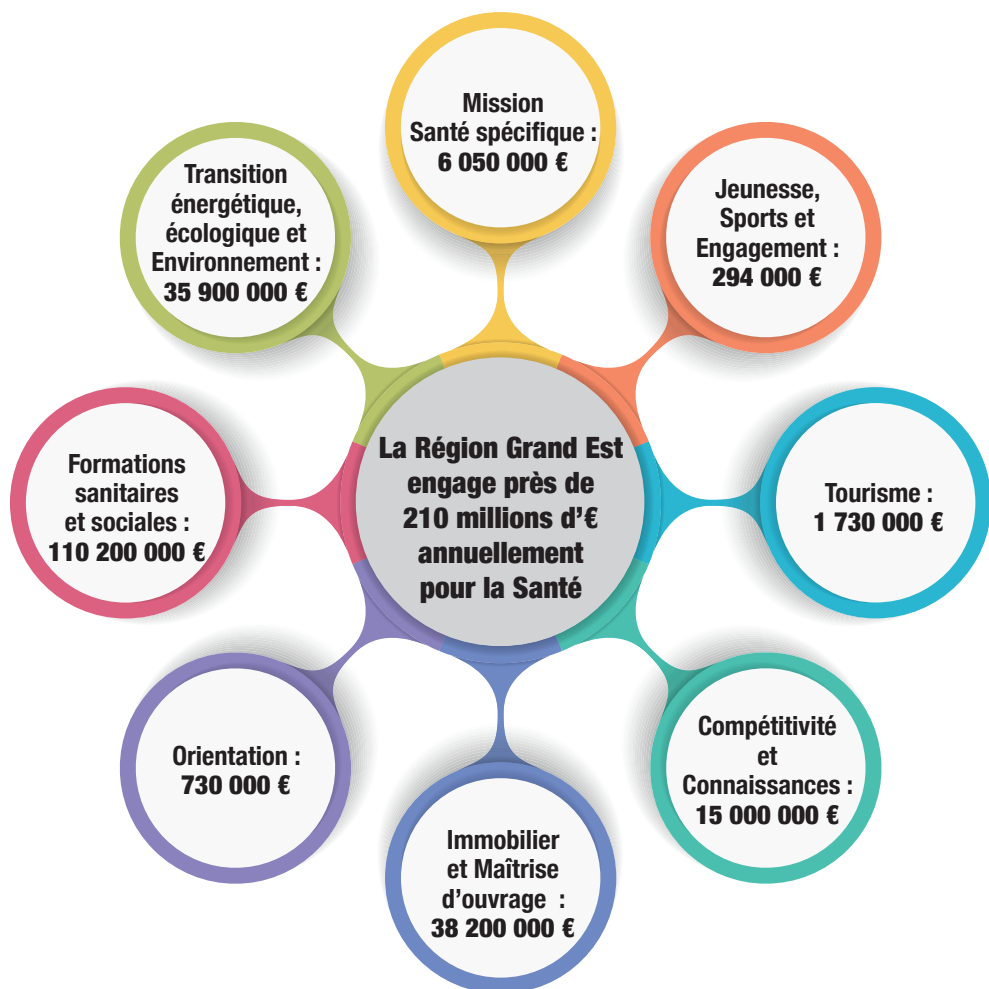 Mission
Santé spécifique :
6 050 000 €
Jeunesse,
Sports et
Engagement :
294 000 €
Tourisme :
1 730 000 €
Compétitivité
et
Connaissances :
15 000 000 €
Immobilier
et Maîtrise
d'ouvrage :
38 200 000 €
Orientation :
730 000 €
Formations
sanitaires
et sociales :
110 200 000 €
Transition
énergétique,
écologique et
Environnement :
35 900 000 €
La Région Grand Est
engage près de
210 millions d'€
annuellement
pour la Santé